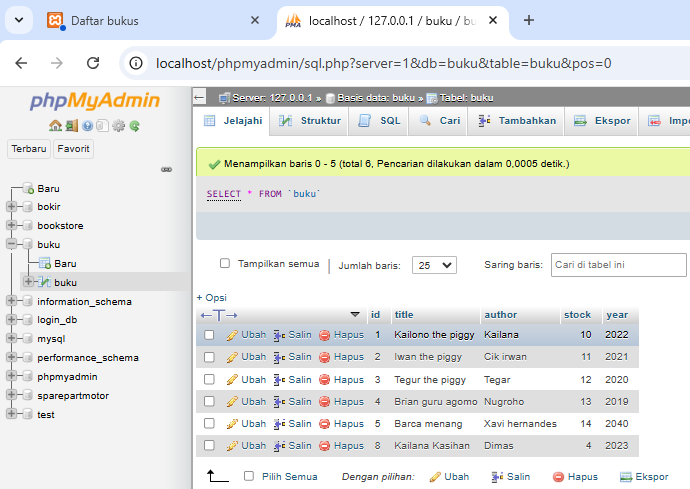 Daftar bukus
localhost / 127.0.0.1 / buku / bu
localhost/phpmyadmin/sql.php?server=1&db=buku&table=buku&pos=0
phpMyAdmin
Terbaru Favorit
Baru
bokir
bookstore
buku
Baru
buku
information_schema
login_db
mysql
performance_schema
phpmyadmin
sparepartmotor
test
Server: 127.0.0.1 » Basis data: buku » Tabel: buku
Jelajahi Struktur SQL Cari Tambahkan Ekspor Impo
Menampilkan baris 0 - 5 (total 6, Pencarian dilakukan dalam 0,0005 detik.)
SELECT * FROM `buku`
Tampilkan semua Jumlah baris: 25 Saring baris: Cari di tabel ini
+ Opsi
←T→ id title author stock year
Ubah Salin Hapus 1 Kailono the piggy Kailana 10 2022
Ubah Salin Hapus 2 Iwan the piggy Cik irwan 11 2021
Ubah Salin Hapus 3 Tegur the piggy Tegar 12 2020
Ubah Salin Hapus 4 Brian guru agomo Nugroho 13 2019
Ubah Salin Hapus 5 Barca menang Xavi hernandes 14 2040
Ubah Salin Hapus 8 Kailana Kasihan Dimas 4 2023
Pilih Semua Dengan pilihan: Ubah Salin Hapus Ekspor